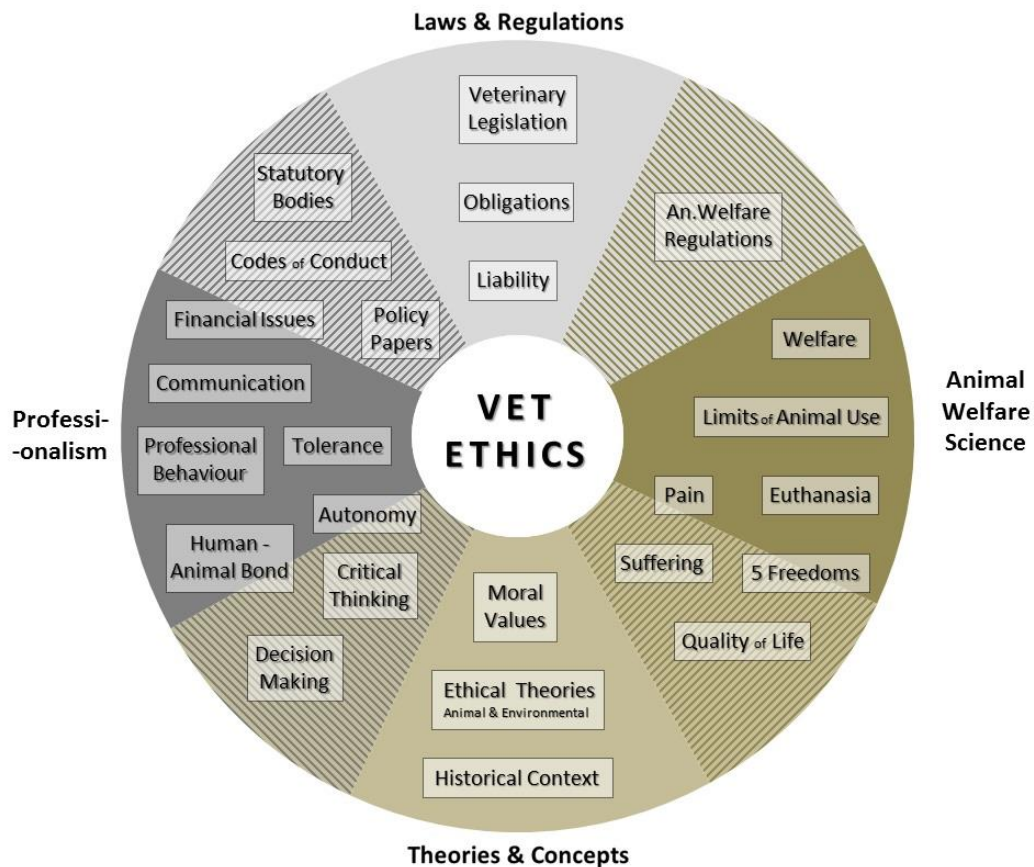 Laws & Regulations
Veterinary
Legislation
Statutory
Bodies
Obligations
An.Welfare
Regulations
Codes of Conduct
Liability
Financial Issues
Policy
Papers
Welfare
Communication
VET
ETHICS
Limits of Animal Use
Animal
Welfare
Science
Professi-
-onalism
Professional
Behaviour
Tolerance
Pain
Euthanasia
Autonomy
Human -
Animal Bond
Critical
Thinking
Suffering
5 Freedoms
Moral
Values
Quality of Life
Decision
Making
Ethical Theories
Animal & Environmental
Historical Context
Theories & Concepts